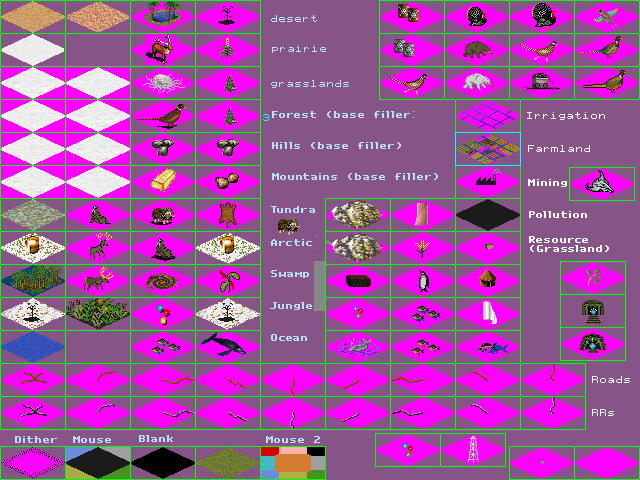 desert
prairie
grasslands
3
Forest (base filler)
Irrigation
Hills (base filler)
Farmland
Mountains (base filler)
Mining
Tundra
Pollution
Arctic
Resource
(Grassland)
Swamp
Jungle
Ocean
Roads
RRs
Dither Mouse Blank Mouse 2